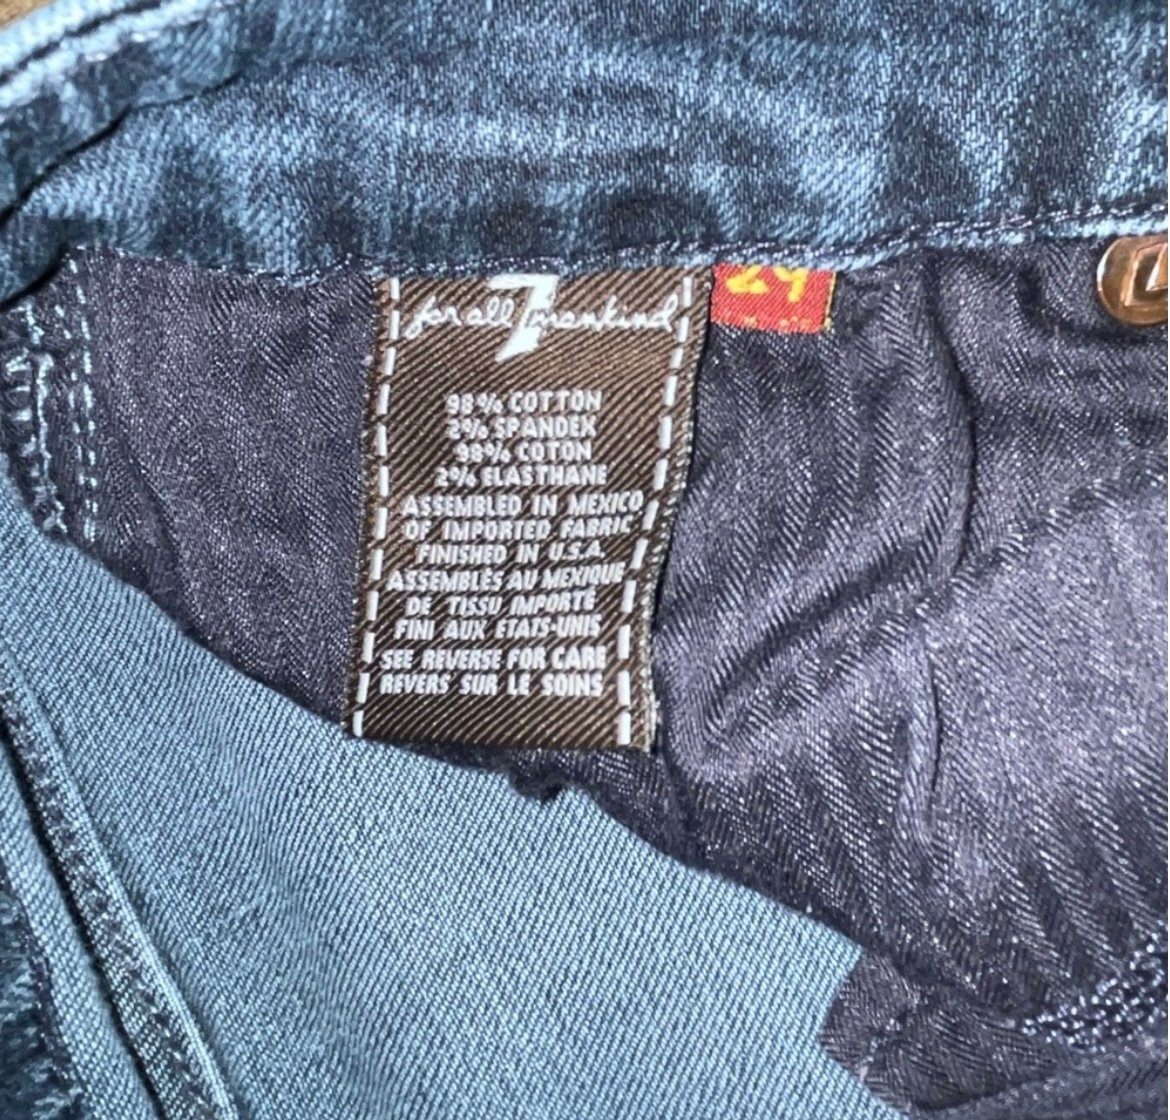 for all 7 mankind
29
98% COTTON
2% SPANDEX
98% COTON
2% ELASTHANE
ASSEMBLED IN MEXICO
OF IMPORTED FABRIC
FINISHED IN U.S.A.
ASSEMBLÉS AU MEXIQUE
DE TISSU IMPORTÉ
FINI AUX ETATS-UNIS
SEE REVERSE FOR CARE
REVERS SUR LE SOINS